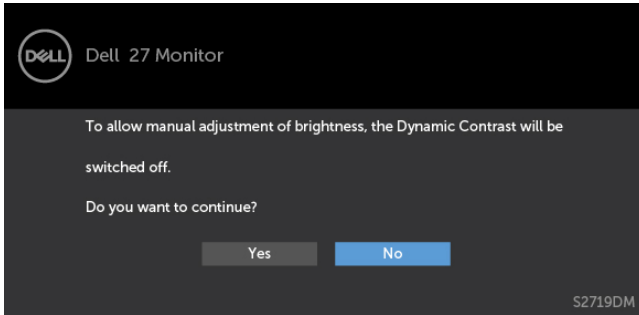 DELL
Dell 27 Monitor
To allow manual adjustment of brightness, the Dynamic Contrast will be
switched off.
Do you want to continue?
Yes No
S2719DM